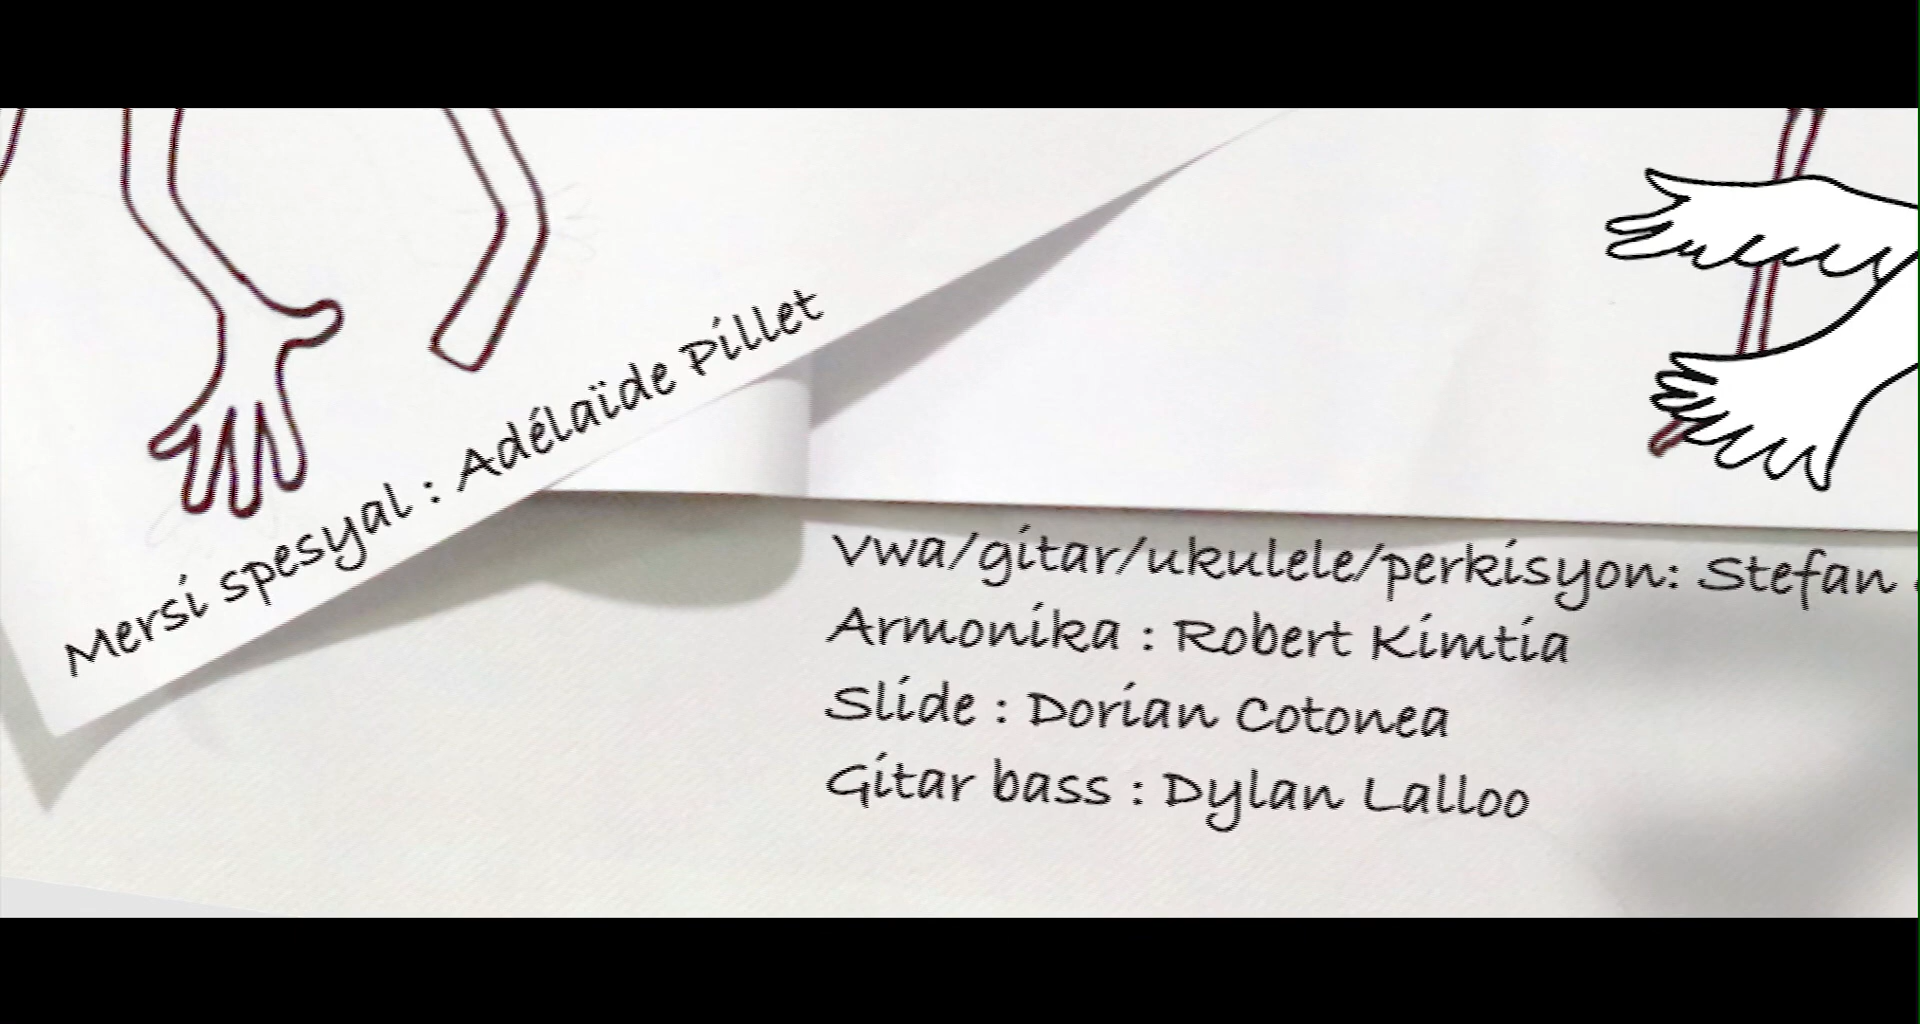 Mersi spesyal : Adélaïde Pillet
Vwa/gitar/ukulele/perkisyon: Stefan
Armonika : Robert Kimtia
Slide : Dorian Cotonea
Gitar bass : Dylan Lalloo